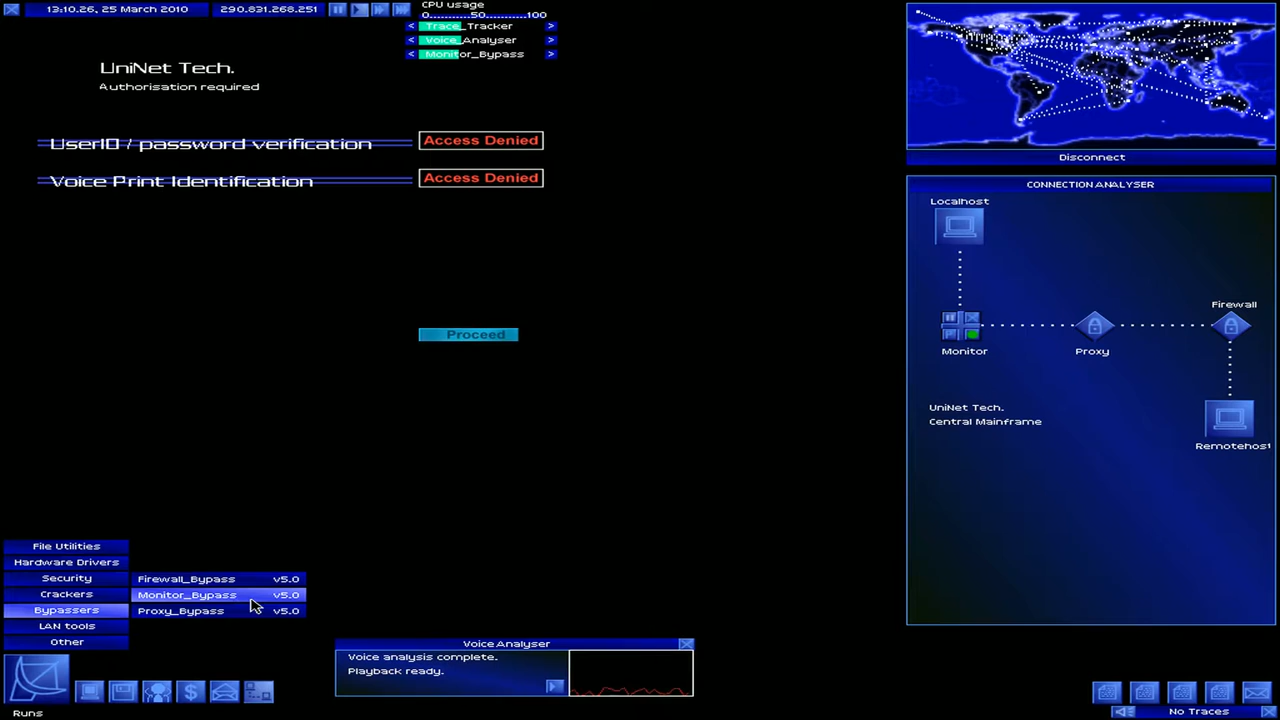 13:10.26, 25 March 2010
290.831.268.251
CPU usage
0.........50.........100
< Trace_Tracker >
< Voice_Analyser >
< Monitor_Bypass >
UniNet Tech.
Authorisation required
UserID / password verification
Access Denied
Voice Print Identification
Access Denied
Proceed
Disconnect
CONNECTION ANALYSER
Localhost
Firewall
Monitor
Proxy
UniNet Tech.
Central Mainframe
Remotehost
File Utilities
Hardware Drivers
Security
Firewall_Bypass v5.0
Crackers
Monitor_Bypass v5.0
Bypassers
Proxy_Bypass v5.0
LAN tools
Other
Voice Analyser
Voice analysis complete.
Playback ready.
Runs
No Traces